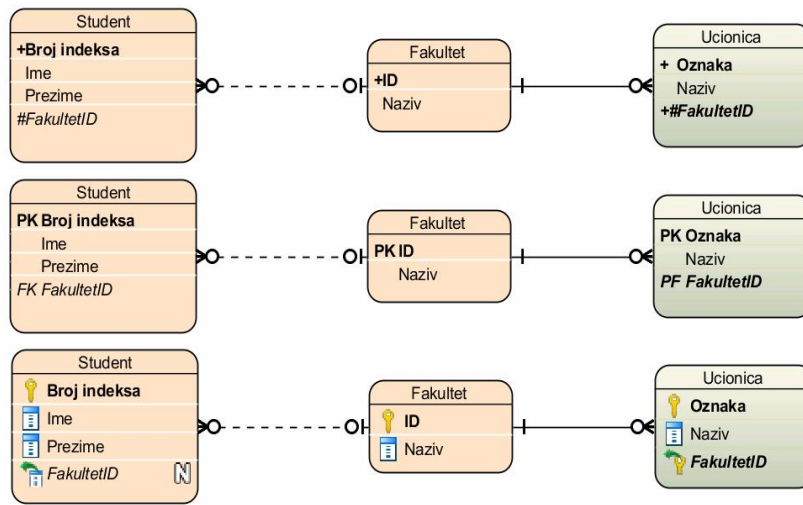 Student
+Broj indeksa
Ime
Prezime
#FakultetID
Fakultet
+ID
Naziv
Ucionica
+ Oznaka
Naziv
+#FakultetID
Student
PK Broj indeksa
Ime
Prezime
FK FakultetID
Fakultet
PK ID
Naziv
Ucionica
PK Oznaka
Naziv
PF FakultetID
Student
Broj indeksa
Ime
Prezime
FakultetID N
Fakultet
ID
Naziv
Ucionica
Oznaka
Naziv
FakultetID